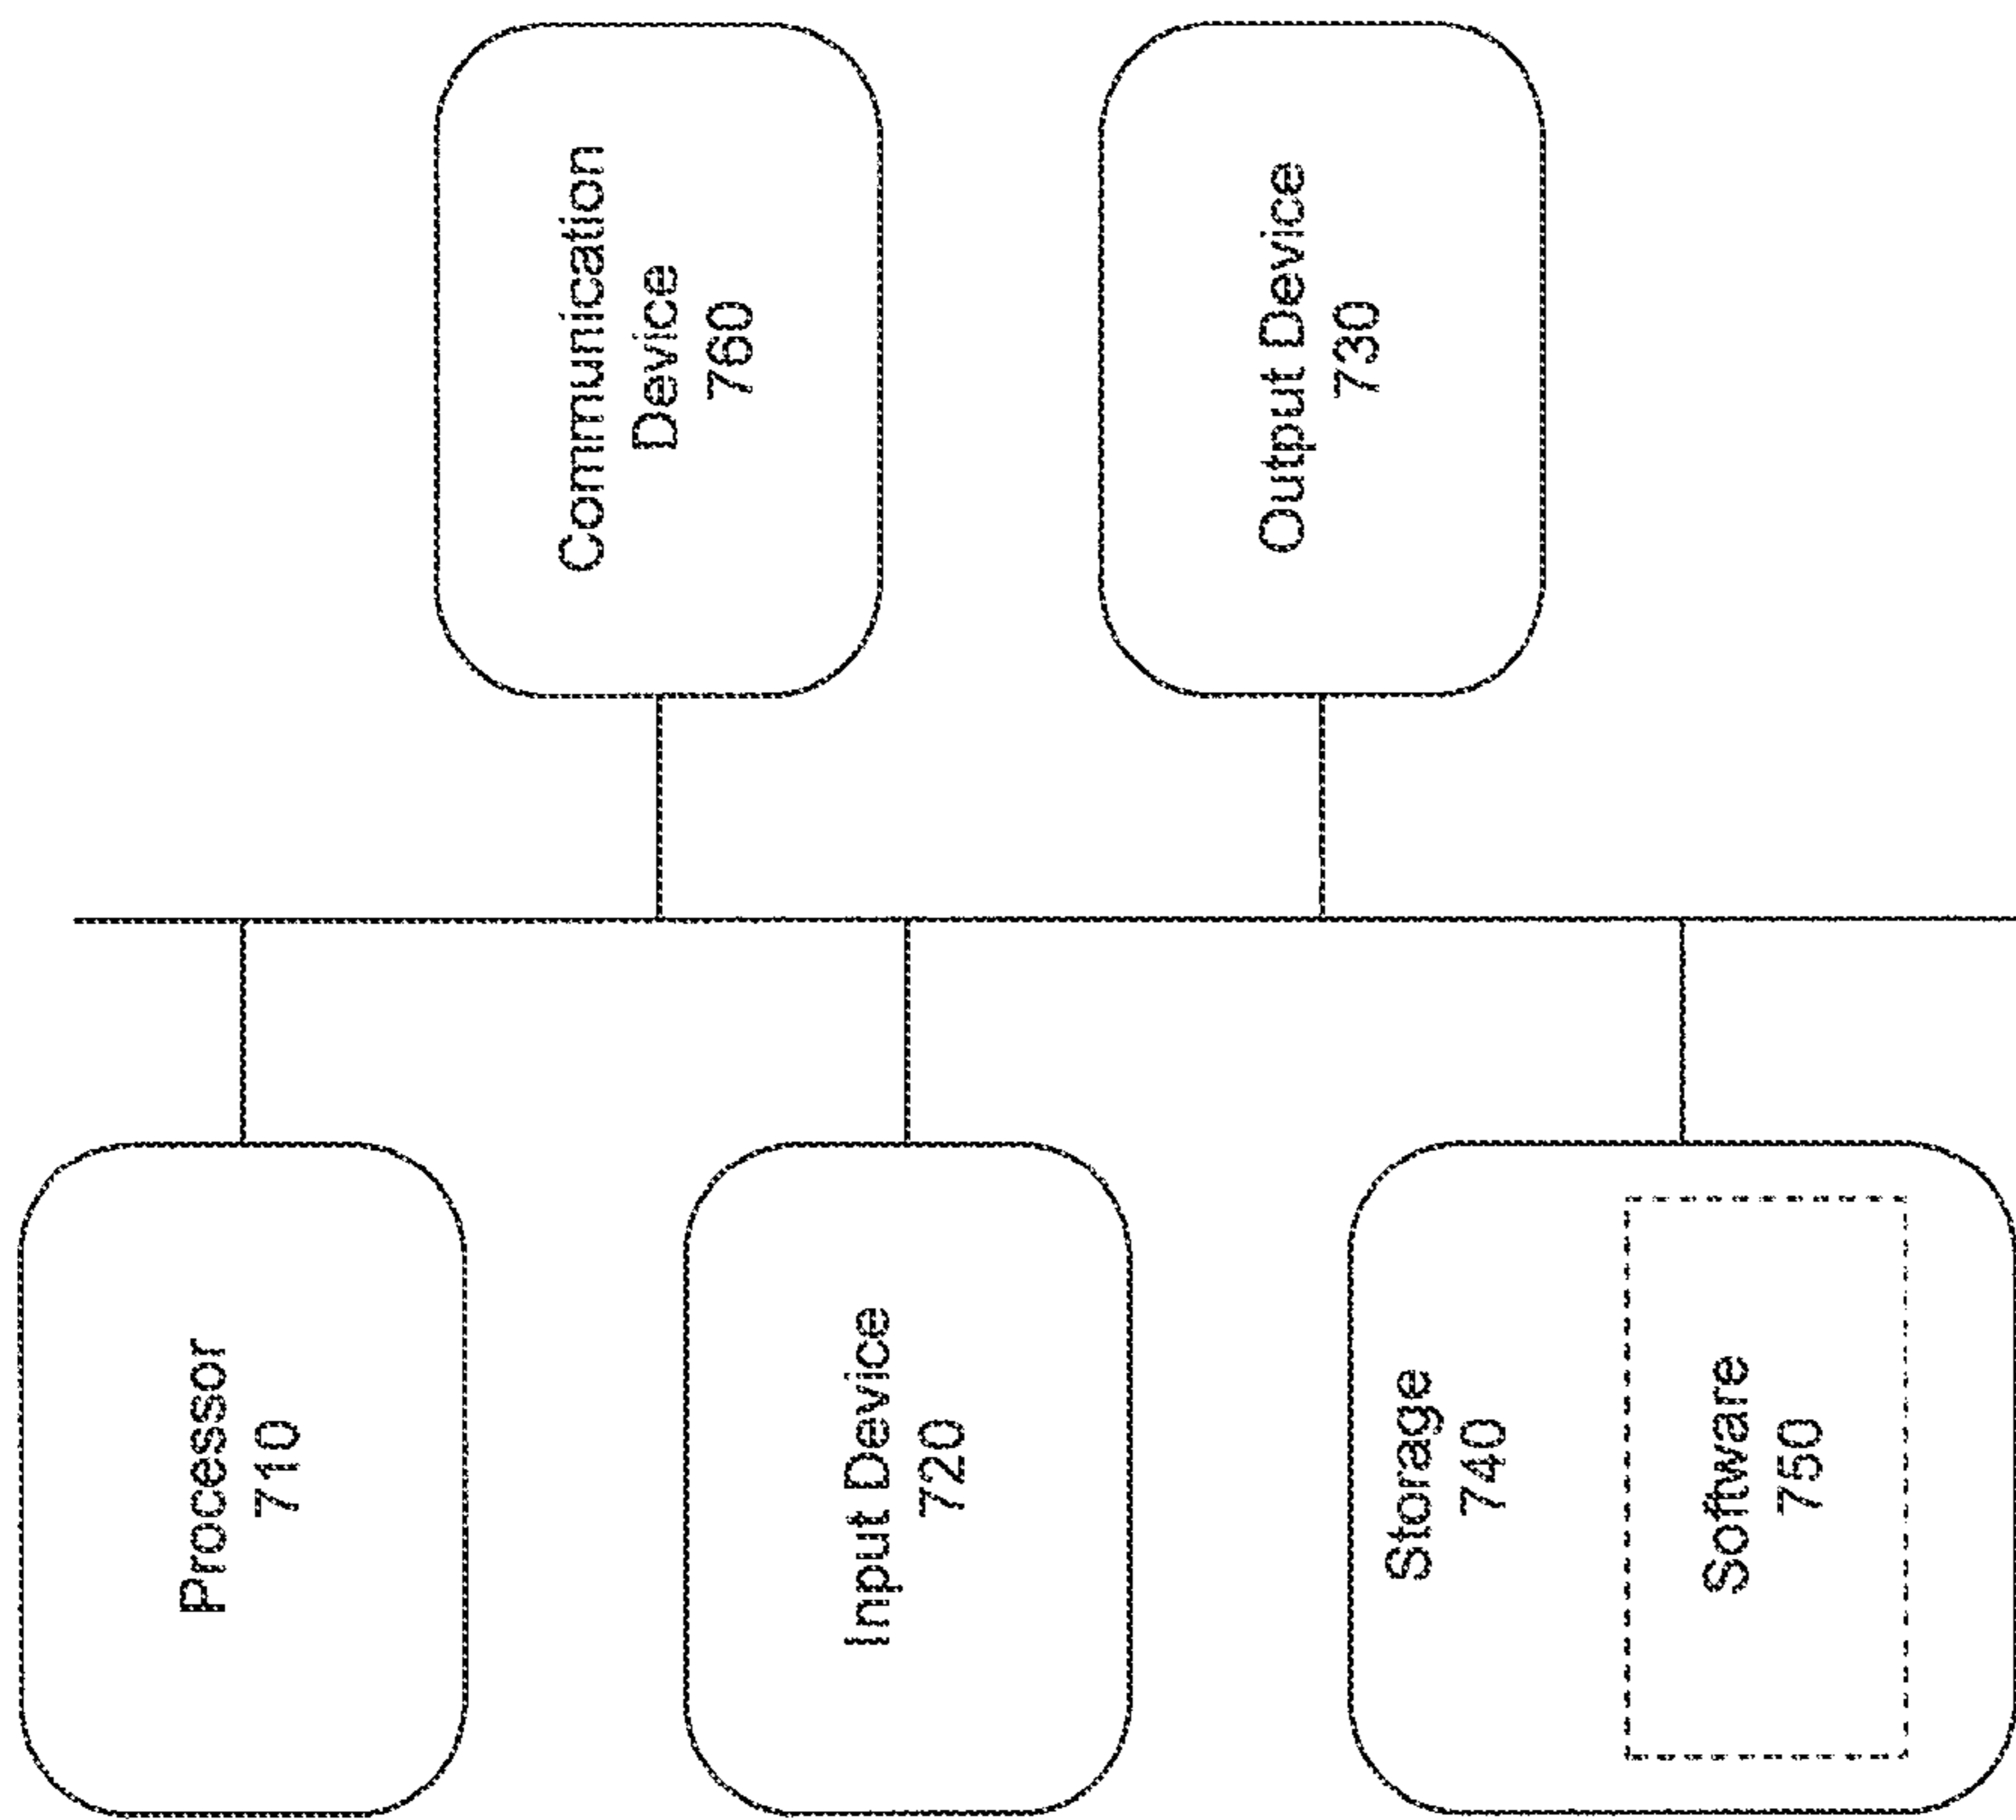 Processor
710
Communication
Device
760
Input Device
720
Output Device
730
Storage
740
Software
750